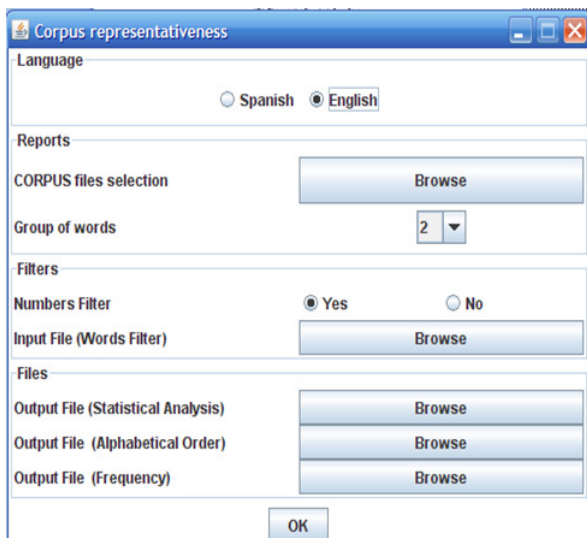 Corpus representativeness
Language
Spanish English
Reports
CORPUS files selection Browse
Group of words 2
Filters
Numbers Filter Yes No
Input File (Words Filter) Browse
Files
Output File (Statistical Analysis) Browse
Output File (Alphabetical Order) Browse
Output File (Frequency) Browse
OK